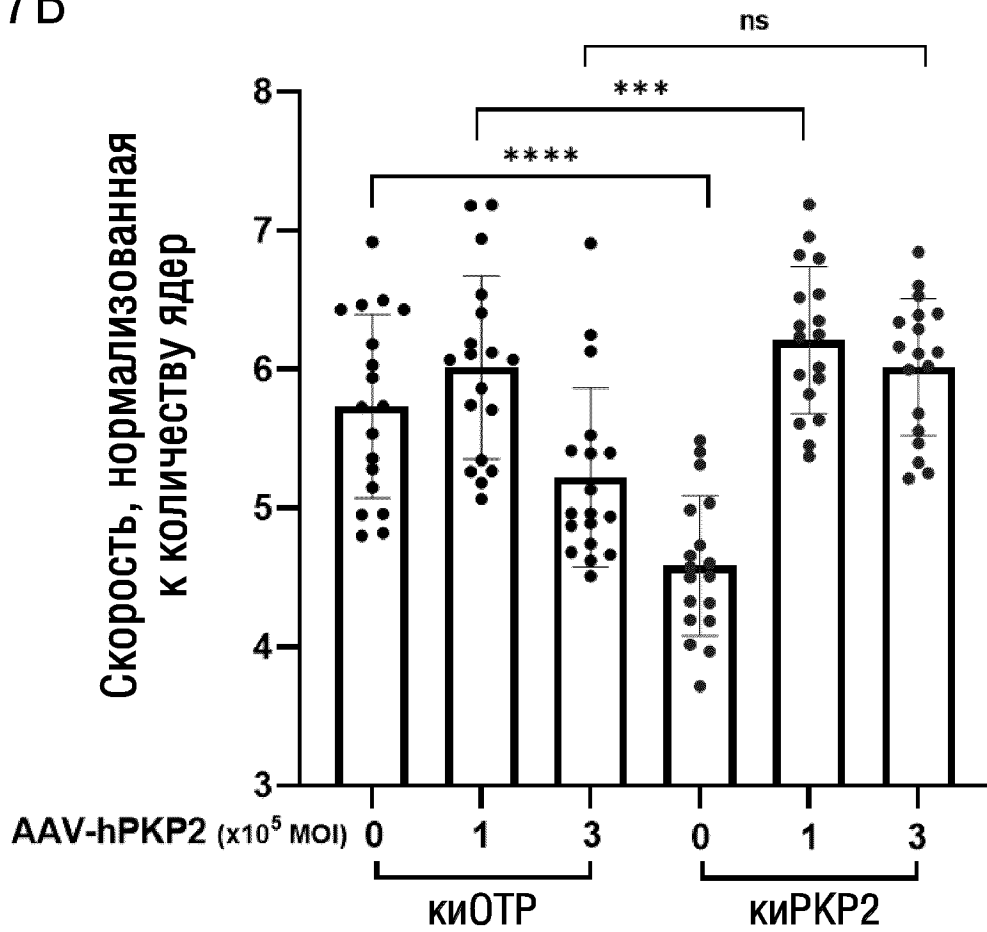 7B
ns
***
****
8
7
6
5
4
3
Скорость, нормализованная
к количеству ядер
AAV-hPKP2 (x10⁵ MOI) 0 1 3 0 1 3
киОТР киРКР2